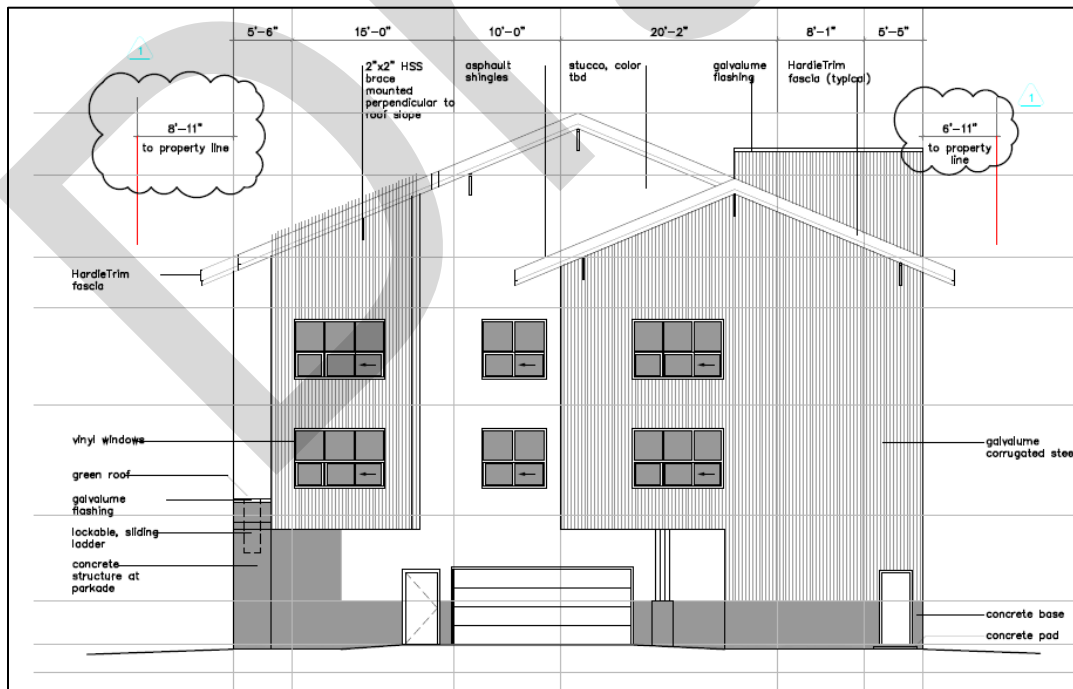 5'-6"
15'-0"
10'-0"
20'-2"
8'-1"
5'-5"
1
2"x2" HSS
brace
mounted
perpendicular to
roof slope
asphault
shingles
stucco, color
tbd
galvalume
flashing
HardieTrim
fascia (typical)
1
8'-11"
to property line
6'-11"
to property
line
HardieTrim
fascia
vinyl windows
green roof
galvalume
flashing
lockable, sliding
ladder
concrete
structure at
parkade
galvalume
corrugated stee
concrete base
concrete pad